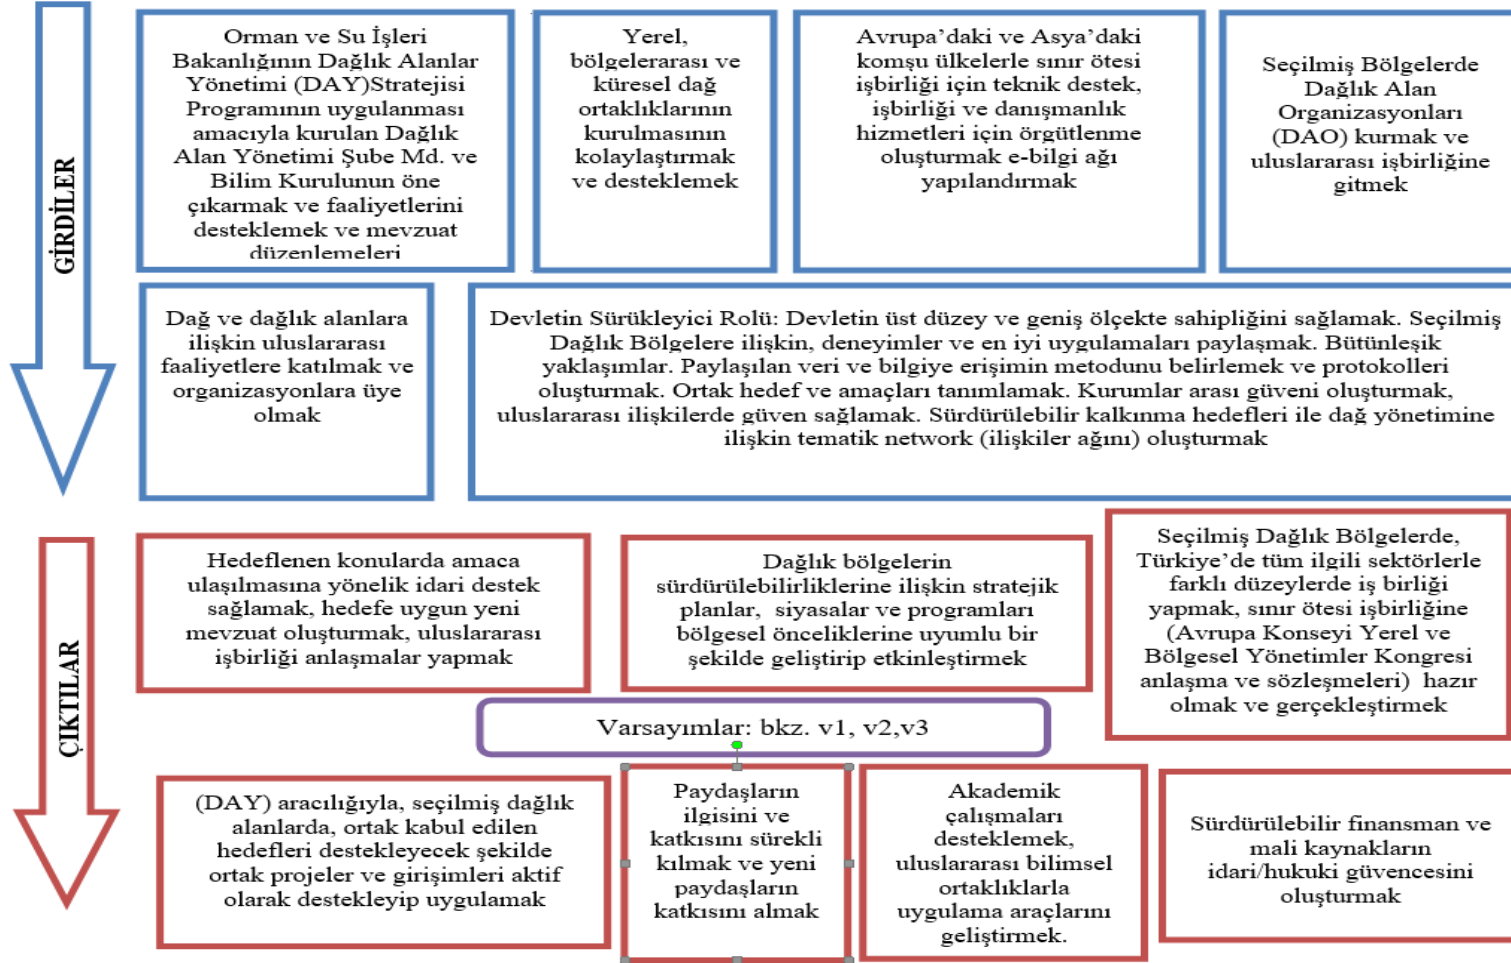 GİRDİLER
Orman ve Su İşleri
Bakanlığının Dağlık Alanlar
Yönetimi (DAY)Stratejisi
Programının uygulanması
amacıyla kurulan Dağlık
Alan Yönetimi Şube Md. ve
Bilim Kurulunun öne
çıkarmak ve faaliyetlerini
desteklemek ve mevzuat
düzenlemeleri
Yerel,
bölgelerarası ve
küresel dağ
ortaklıklarının
kurulmasının
kolaylaştırmak
ve desteklemek
Avrupa’daki ve Asya’daki
komşu ülkelerle sınır ötesi
işbirliği için teknik destek,
işbirliği ve danışmanlık
hizmetleri için örgütlenme
oluşturmak e-bilgi ağı
yapılandırmak
Seçilmiş Bölgelerde
Dağlık Alan
Organizasyonları
(DAO) kurmak ve
uluslararası işbirliğine
gitmek
Dağ ve dağlık alanlara
ilişkin uluslararası
faaliyetlere katılmak ve
organizasyonlara üye
olmak
Devletin Sürükleyici Rolü: Devletin üst düzey ve geniş ölçekte sahipliğini sağlamak. Seçilmiş
Dağlık Bölgelere ilişkin, deneyimler ve en iyi uygulamaları paylaşmak. Bütünleşik
yaklaşımlar. Paylaşılan veri ve bilgiye erişimin metodunu belirlemek ve protokolleri
oluşturmak. Ortak hedef ve amaçları tanımlamak. Kurumlar arası güveni oluşturmak,
uluslararası ilişkilerde güven sağlamak. Sürdürülebilir kalkınma hedefleri ile dağ yönetimine
ilişkin tematik network (ilişkiler ağını) oluşturmak
ÇIKTILAR
Hedeflenen konularda amaca
ulaşılmasına yönelik idari destek
sağlamak, hedefe uygun yeni
mevzuat oluşturmak, uluslararası
işbirliği anlaşmalar yapmak
Dağlık bölgelerin
sürdürülebilirliklerine ilişkin stratejik
planlar, siyasalar ve programları
bölgesel önceliklerine uyumlu bir
şekilde geliştirip etkinleştirmek
Seçilmiş Dağlık Bölgelerde,
Türkiye’de tüm ilgili sektörlerle
farklı düzeylerde iş birliği
yapmak, sınır ötesi işbirliğine
(Avrupa Konseyi Yerel ve
Bölgesel Yönetimler Kongresi
anlaşma ve sözleşmeleri) hazır
olmak ve gerçekleştirmek
Varsayımlar: bkz. v1, v2,v3
(DAY) aracılığıyla, seçilmiş dağlık
alanlarda, ortak kabul edilen
hedefleri destekleyecek şekilde
ortak projeler ve girişimleri aktif
olarak destekleyip uygulamak
Paydaşların
ilgisini ve
katkısını sürekli
kılmak ve yeni
paydaşların
katkısını almak
Akademik
çalışmaları
desteklemek,
uluslararası bilimsel
ortaklıklarla
uygulama araçlarını
geliştirmek.
Sürdürülebilir finansman ve
mali kaynakların
idari/hukuki güvencesini
oluşturmak